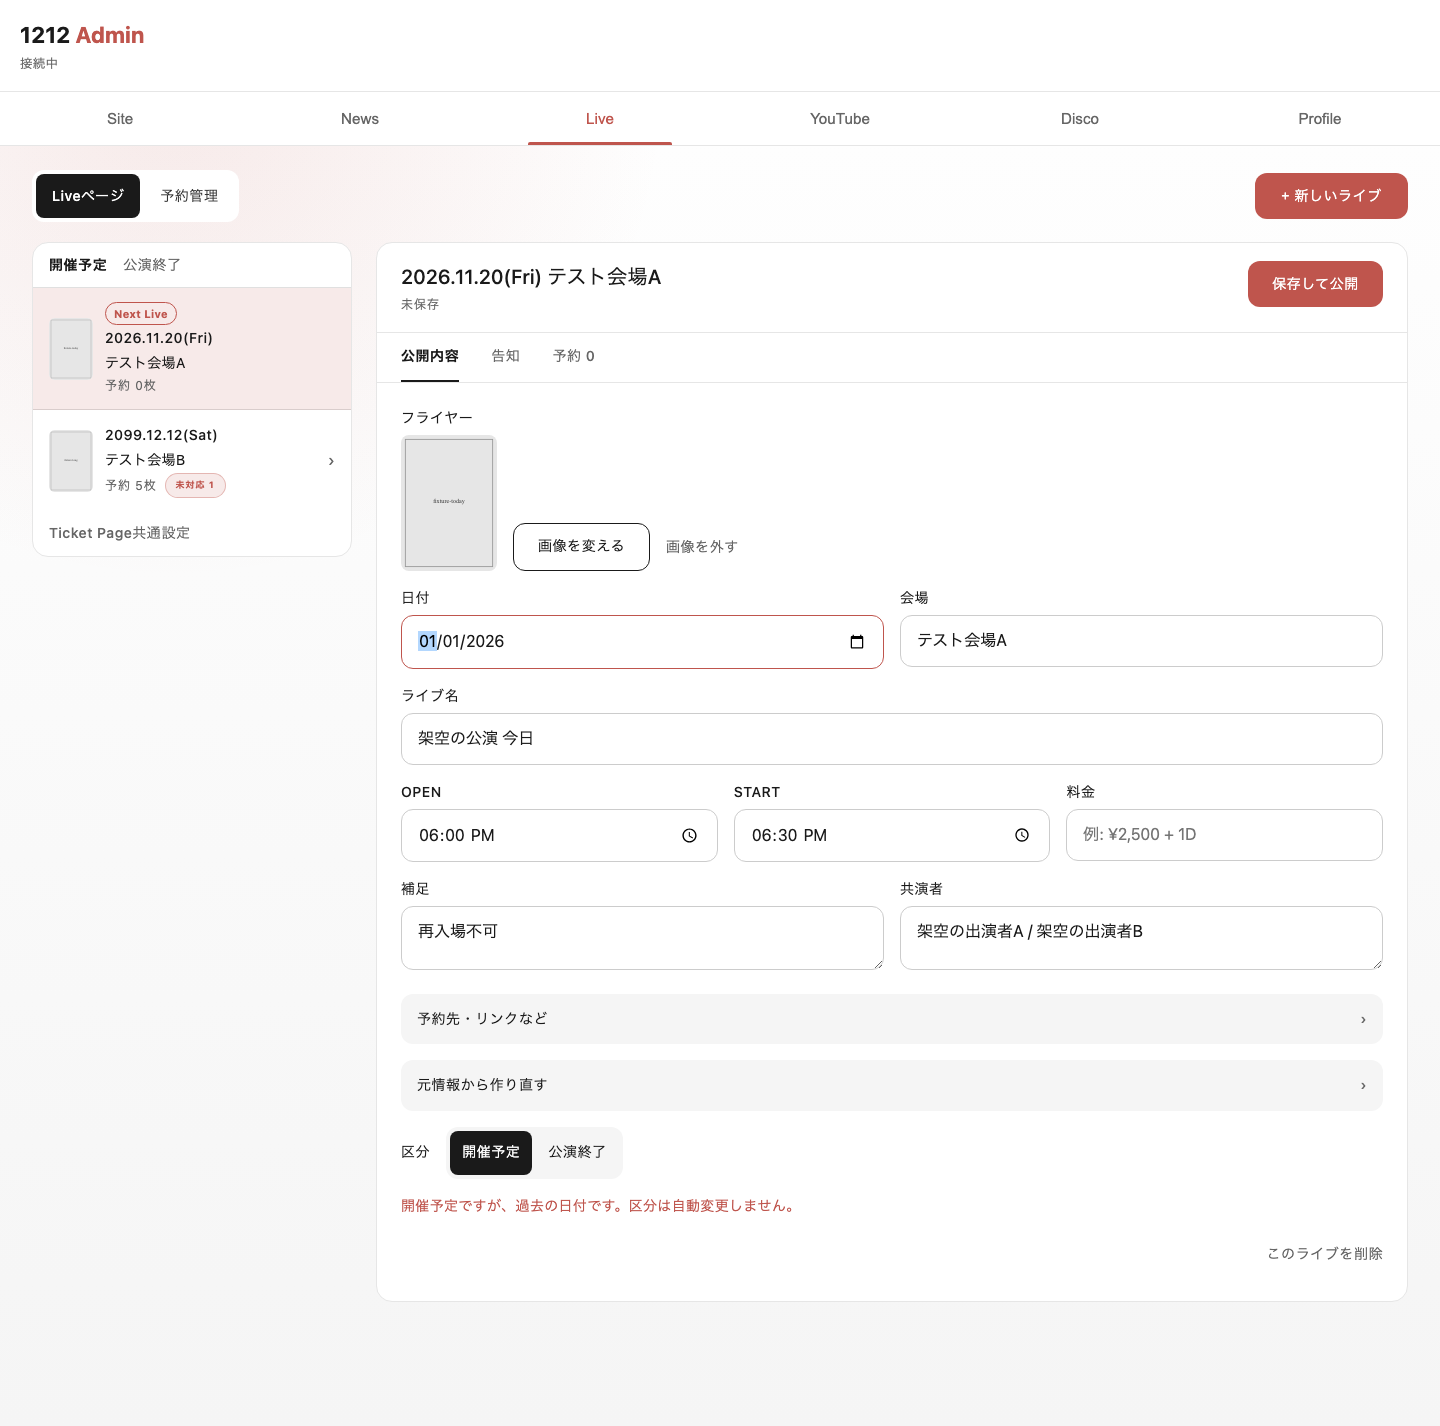 1212 Admin
接続中
Site News Live YouTube Disco Profile
Liveページ 予約管理 + 新しいライブ
開催予定 公演終了
Next Live
2026.11.20(Fri)
テスト会場A
予約 0枚
2099.12.12(Sat)
テスト会場B ›
予約 5枚 未対応 1
Ticket Page共通設定
2026.11.20(Fri) テスト会場A
未保存
保存して公開
公開内容 告知 予約 0
フライヤー
fixture-today
画像を変える 画像を外す
日付 会場
01/01/2026 テスト会場A
ライブ名
架空の公演 今日
OPEN START 料金
06:00 PM 06:30 PM 例: ¥2,500 + 1D
補足 共演者
再入場不可 架空の出演者A / 架空の出演者B
予約先・リンクなど ›
元情報から作り直す ›
区分 開催予定 公演終了
開催予定ですが、過去の日付です。区分は自動変更しません。
このライブを削除